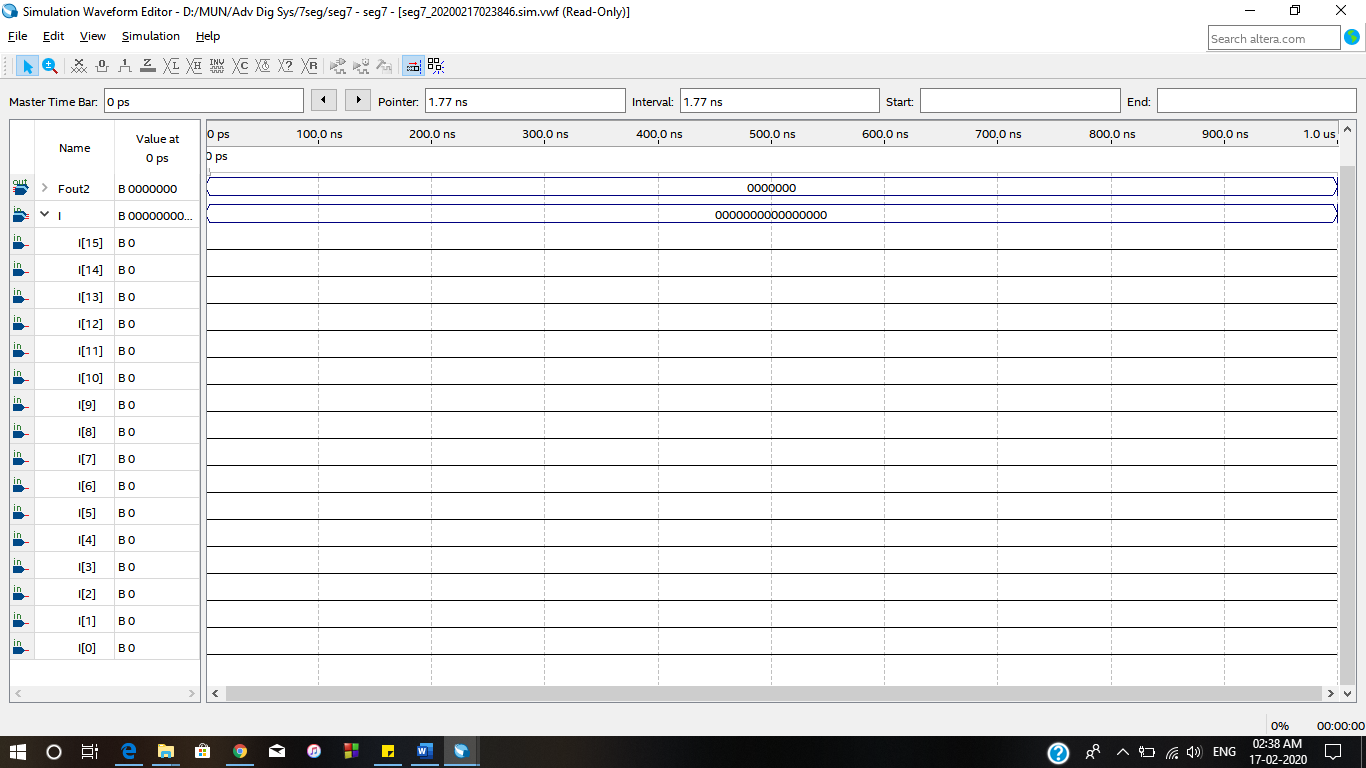 Simulation Waveform Editor - D:/MUN/Adv Dig Sys/7seg/seg7 - seg7 - [seg7_20200217023846.sim.vwf (Read-Only)]
File Edit View Simulation Help
Search altera.com
Master Time Bar: 0 ps Pointer: 1.77 ns Interval: 1.77 ns Start: End:
Name Value at 0 ps
0 ps 100.0 ns 200.0 ns 300.0 ns 400.0 ns 500.0 ns 600.0 ns 700.0 ns 800.0 ns 900.0 ns 1.0 us
0 ps
out Fout2 B 0000000 0000000
in I B 00000000... 0000000000000000
in I[15] B 0
in I[14] B 0
in I[13] B 0
in I[12] B 0
in I[11] B 0
in I[10] B 0
in I[9] B 0
in I[8] B 0
in I[7] B 0
in I[6] B 0
in I[5] B 0
in I[4] B 0
in I[3] B 0
in I[2] B 0
in I[1] B 0
in I[0] B 0
0% 00:00:00
ENG 02:38 AM
17-02-2020